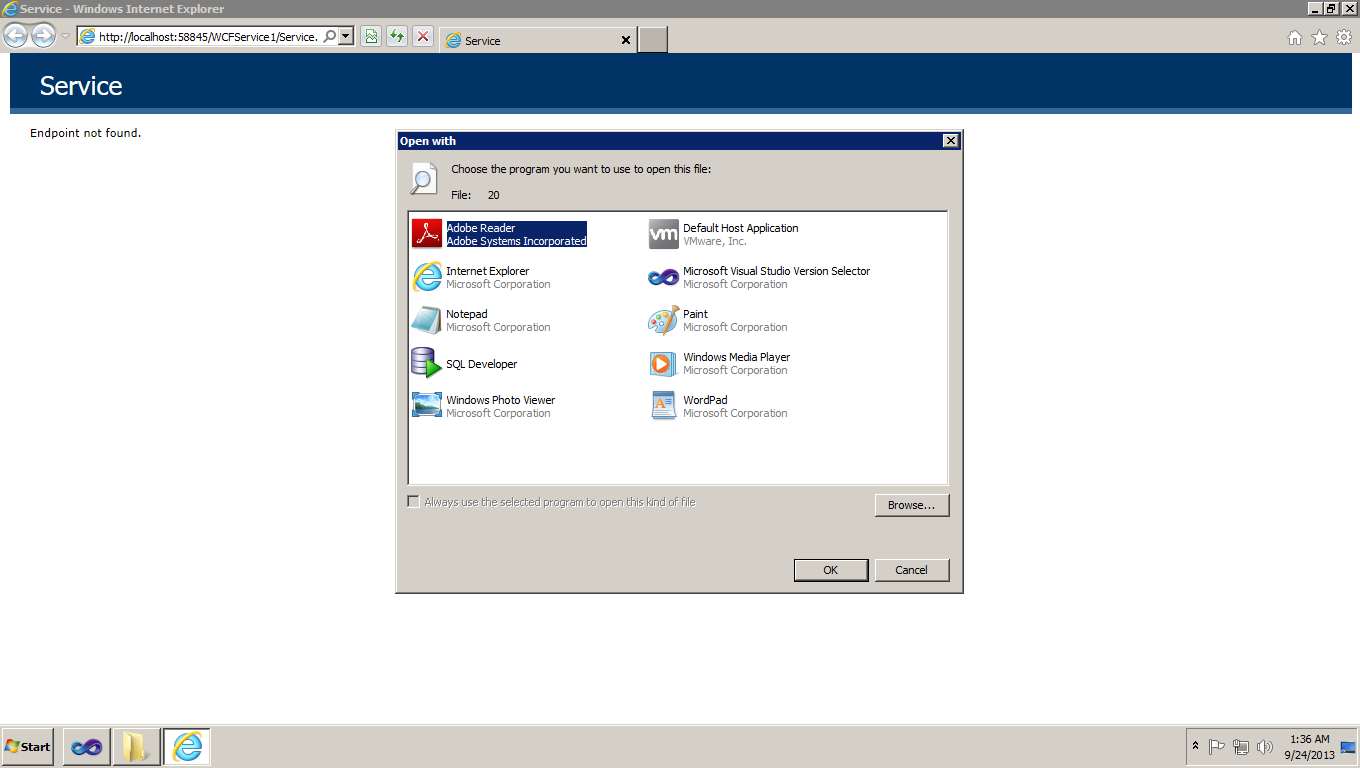 Service - Windows Internet Explorer
http://localhost:58845/WCFService1/Service.
Service
Service
Endpoint not found.
Open with
Choose the program you want to use to open this file:
File: 20
Adobe Reader
Adobe Systems Incorporated
Default Host Application
VMware, Inc.
Internet Explorer
Microsoft Corporation
Microsoft Visual Studio Version Selector
Microsoft Corporation
Notepad
Microsoft Corporation
Paint
Microsoft Corporation
SQL Developer
Windows Media Player
Microsoft Corporation
Windows Photo Viewer
Microsoft Corporation
WordPad
Microsoft Corporation
Always use the selected program to open this kind of file
Browse...
OK
Cancel
Start
1:36 AM
9/24/2013